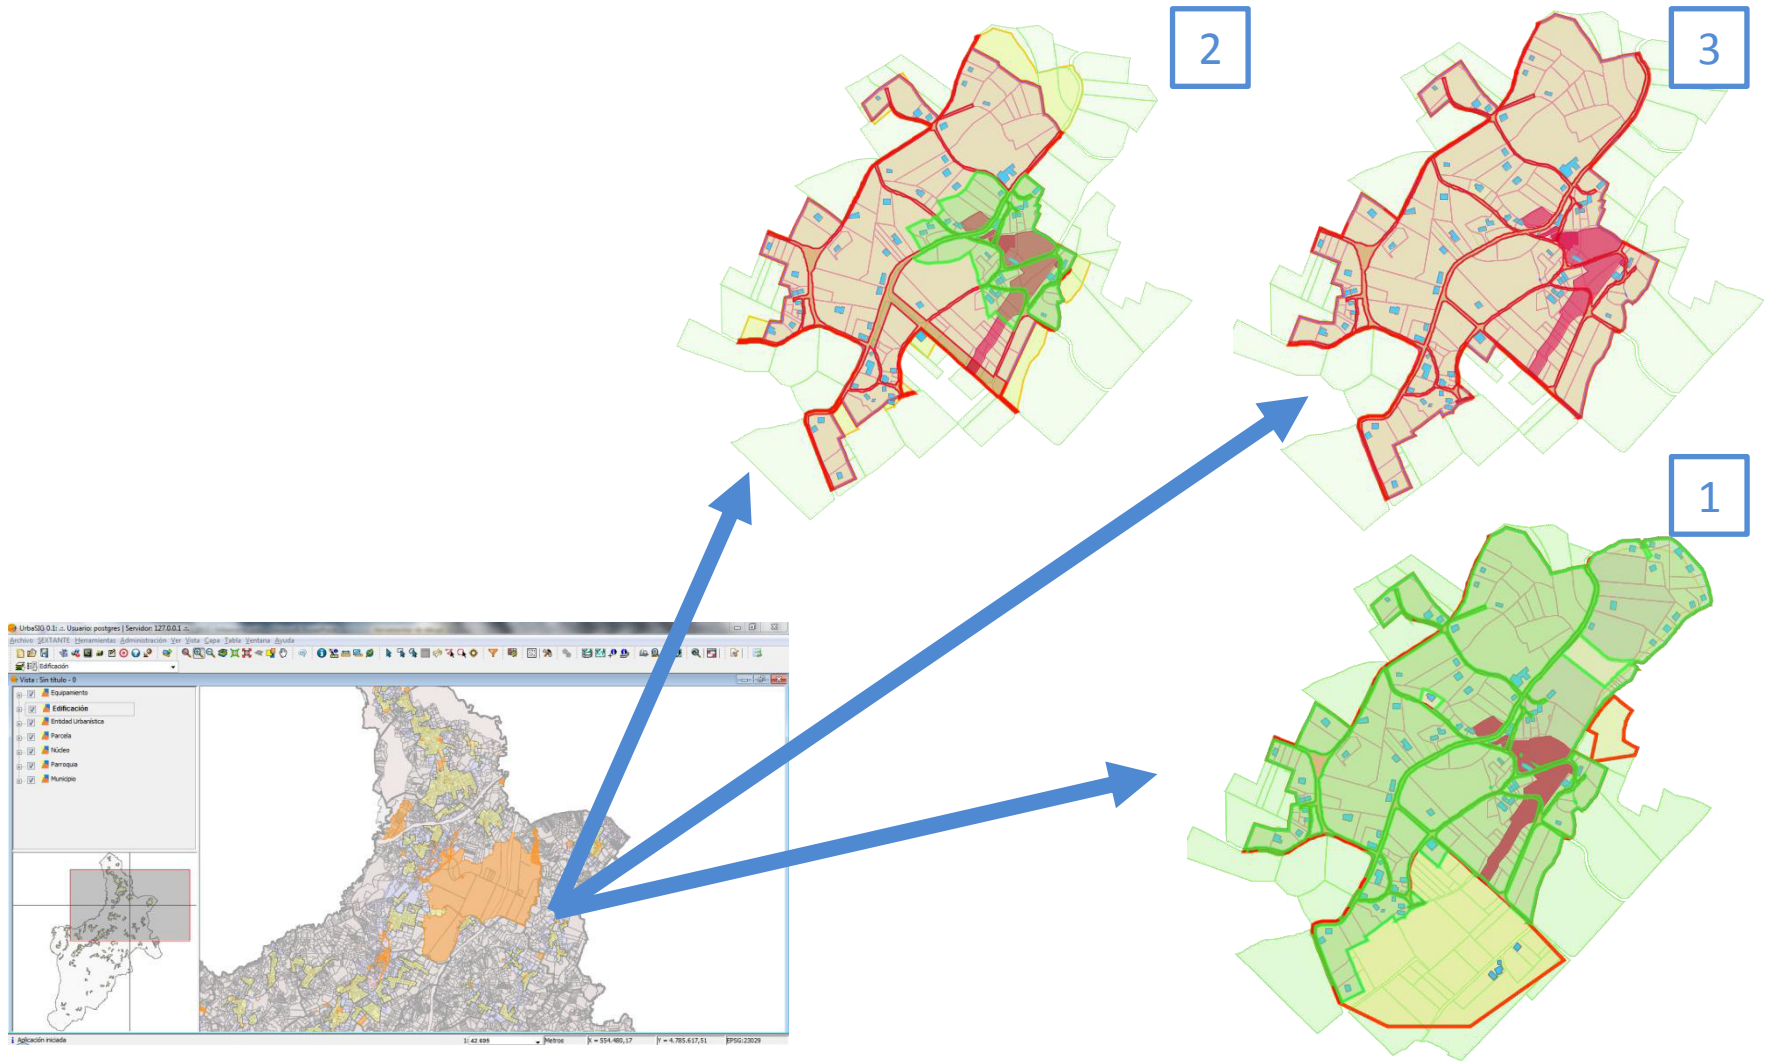 2
3
1
UrbaSIG 0.1: .:. Usuario: postgres | Servidor: 127.0.0.1 .:.
Archivo SEXTANTE Herramientas Administración Ver Vista Capa Table Ventana Ayuda
Edificación
Vista : Sin título - 0
Equipamento
Edificación
Entidad Urbanística
Parcela
Núcleo
Parroquia
Municipio
Aplicación iniciada
Metros
X = 554.480,17
Y = 4.785.617,51
EPSG:23029